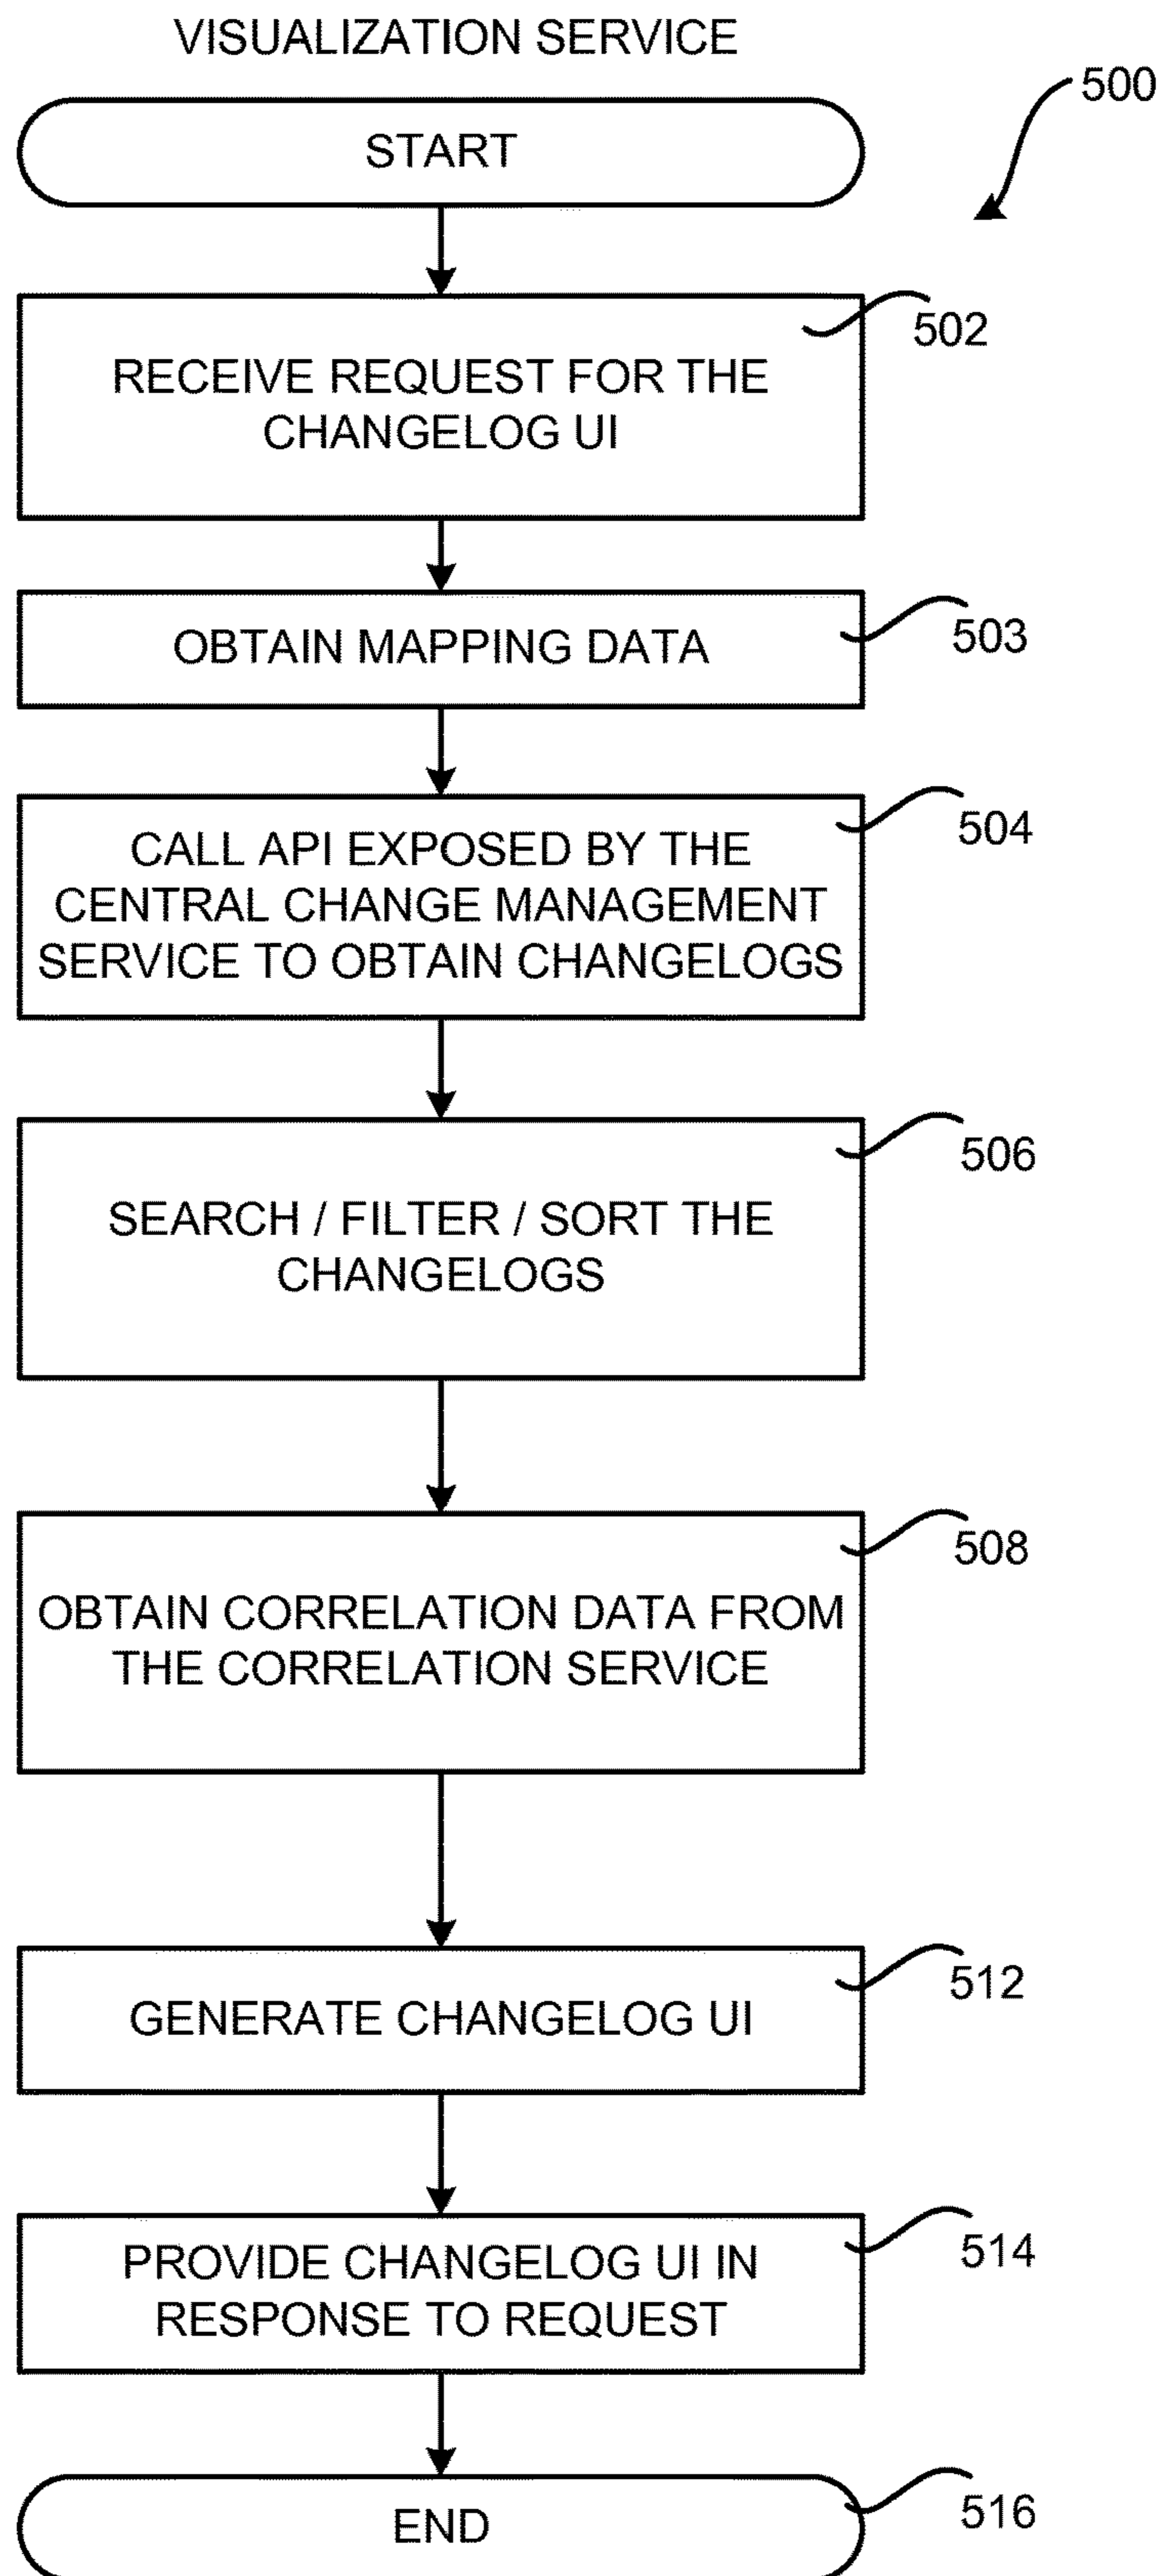 VISUALIZATION SERVICE
500
START
502
RECEIVE REQUEST FOR THE
CHANGELOG UI
503
OBTAIN MAPPING DATA
504
CALL API EXPOSED BY THE
CENTRAL CHANGE MANAGEMENT
SERVICE TO OBTAIN CHANGELOGS
506
SEARCH / FILTER / SORT THE
CHANGELOGS
508
OBTAIN CORRELATION DATA FROM
THE CORRELATION SERVICE
512
GENERATE CHANGELOG UI
514
PROVIDE CHANGELOG UI IN
RESPONSE TO REQUEST
516
END